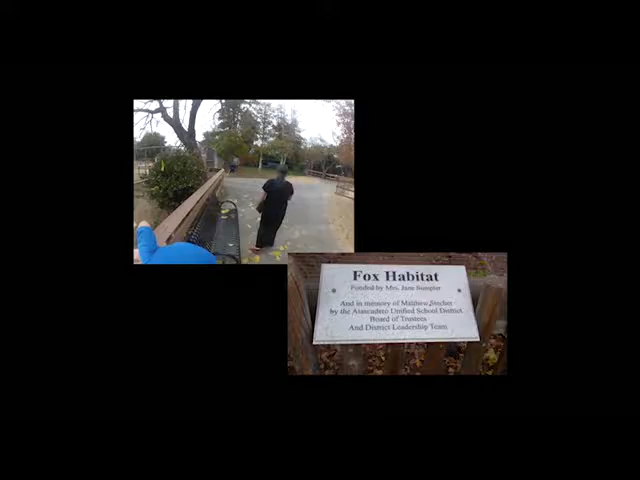 Fox Habitat
Funded by Mrs. Jane Sumpter
And in memory of Matthew Stecher
by the Atascadero Unified School District
Board of Trustees
And District Leadership Team